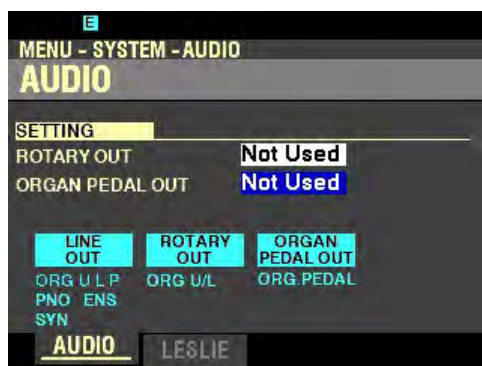 E
MENU - SYSTEM - AUDIO
AUDIO
SETTING
ROTARY OUT Not Used
ORGAN PEDAL OUT Not Used
LINE OUT ROTARY OUT ORGAN PEDAL OUT
ORG U L P ORG U/L ORG.PEDAL
PNO ENS
SYN
AUDIO LESLIE